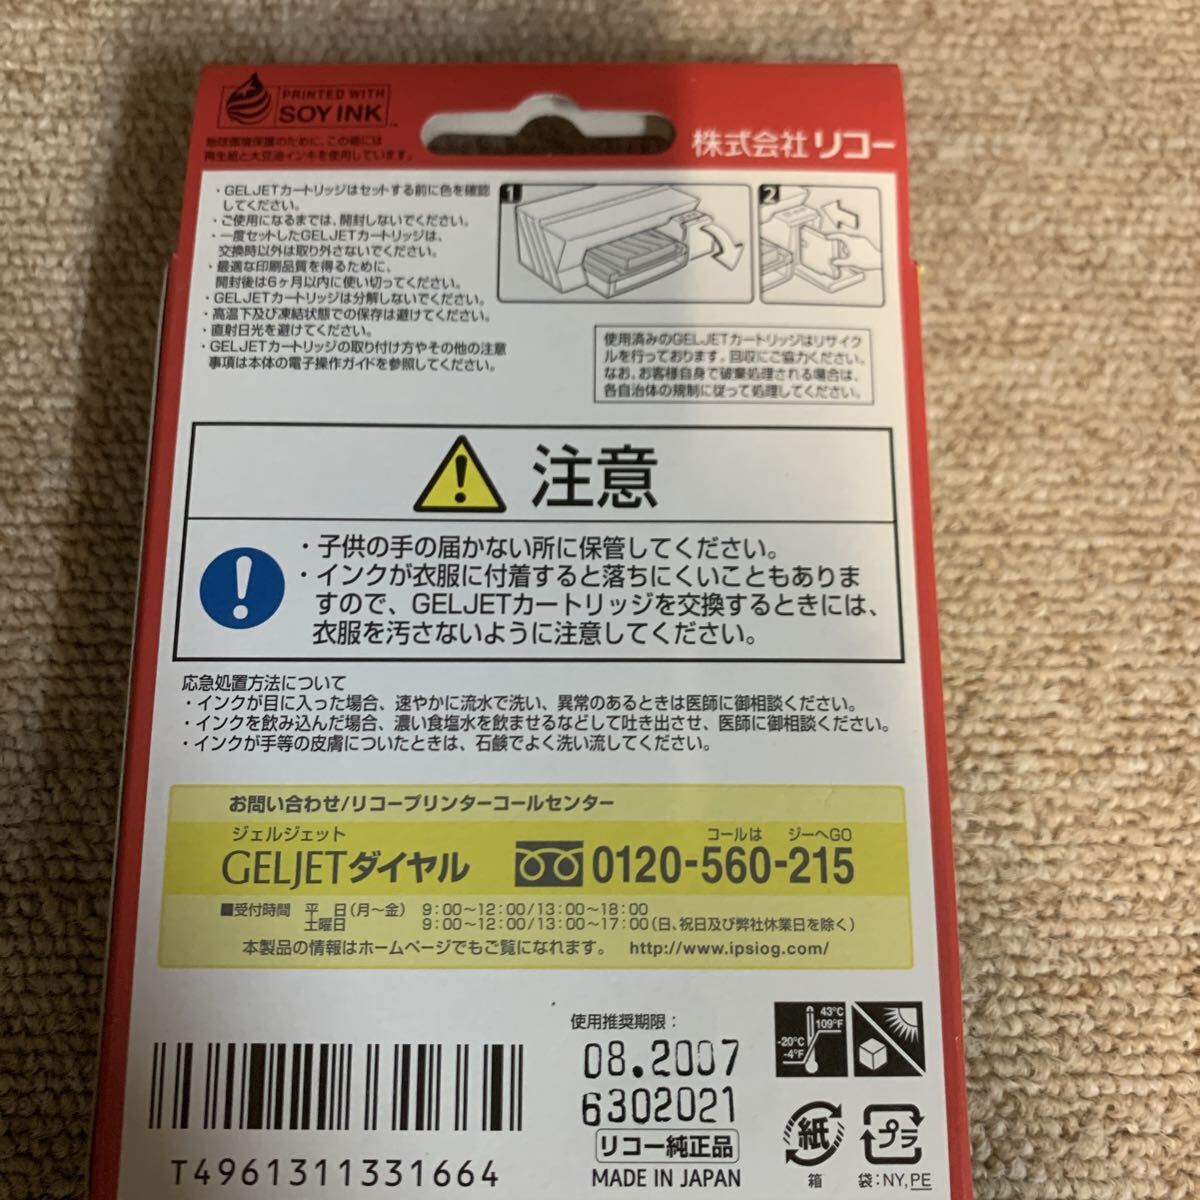 PRINTED WITH
SOY INK
地球環境保護のために、この箱には
再生紙と大豆油インキを使用しています」
株式会社リコー
・GELJETカートリッジはセットする前に色を確認
してください。
・ご使用になるまでは、開封しないでください。
・一度セットしたGELJETカートリッジは、
交換時以外は取り外さないでください。
・最適な印刷品質を得るために、
開封後は6ヶ月以内に使い切ってください。
・GELJETカートリッジは分解しないでください。
・高温下及び凍結状態での保存は避けてください。
・直射日光を避けてください。
・GELJETカートリッジの取り付け方やその他の注意
事項は本体の電子操作ガイドを参照してください。
1
2
使用済みのGELJETカートリッジはリサイク
ルを行っております。回収にご協力ください。
なお、お客様自身で破棄処理される場合は、
各自治体の規制に従って処理してください。
注意
・子供の手の届かない所に保管してください。
・インクが衣服に付着すると落ちにくいこともありま
すので、GELJETカートリッジを交換するときには、
衣服を汚さないように注意してください。
応急処置方法について
・インクが目に入った場合、速やかに流水で洗い、異常のあるときは医師に御相談ください。
・インクを飲み込んだ場合、濃い食塩水を飲ませるなどして吐き出させ、医師に御相談ください。
・インクが手等の皮膚についたときは、石鹸でよく洗い流してください。
お問い合わせ/リコープリンターコールセンター
ジェルジェット
コールは ジーへGO
GELJETダイヤル 0120-560-215
■受付時間 平 日(月～金) 9:00～12:00/13:00～18:00
土曜日 9:00～12:00/13:00～17:00(日、祝日及び弊社休業日を除く)
本製品の情報はホームページでもご覧になれます。 http://www.ipsiog.com/
使用推奨期限:
08.2007
6302021
リコー純正品
MADE IN JAPAN
T4961311331664
43℃
109°F
-20℃
-4°F
紙
箱
プラ
袋:NY,PE